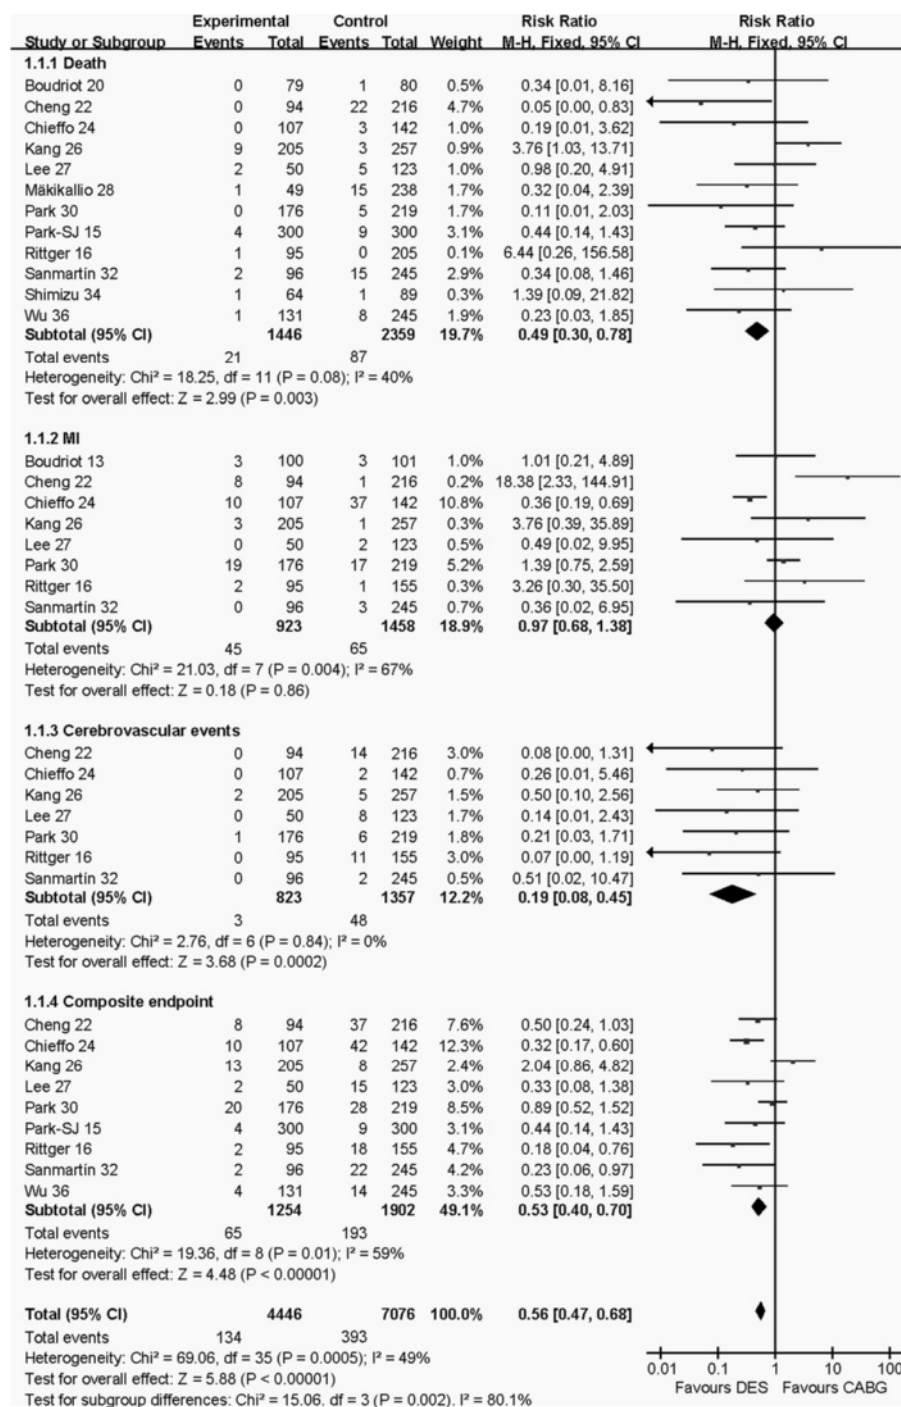 Experimental Control Risk Ratio Risk Ratio
Study or Subgroup Events Total Events Total Weight M-H, Fixed, 95% CI M-H, Fixed, 95% CI
1.1.1 Death
Boudriot 20 0 79 1 80 0.5% 0.34 [0.01, 8.16]
Cheng 22 0 94 22 216 4.7% 0.05 [0.00, 0.83]
Chieffo 24 0 107 3 142 1.0% 0.19 [0.01, 3.62]
Kang 26 9 205 3 257 0.9% 3.76 [1.03, 13.71]
Lee 27 2 50 5 123 1.0% 0.98 [0.20, 4.91]
Mäkikallio 28 1 49 15 238 1.7% 0.32 [0.04, 2.39]
Park 30 0 176 5 219 1.7% 0.11 [0.01, 2.03]
Park-SJ 15 4 300 9 300 3.1% 0.44 [0.14, 1.43]
Rittger 16 1 95 0 205 0.1% 6.44 [0.26, 156.58]
Sanmartín 32 2 96 15 245 2.9% 0.34 [0.08, 1.46]
Shimizu 34 1 64 1 89 0.3% 1.39 [0.09, 21.82]
Wu 36 1 131 8 245 1.9% 0.23 [0.03, 1.85]
Subtotal (95% CI) 1446 2359 19.7% 0.49 [0.30, 0.78]
Total events 21 87
Heterogeneity: Chi² = 18.25, df = 11 (P = 0.08); I² = 40%
Test for overall effect: Z = 2.99 (P = 0.003)
1.1.2 MI
Boudriot 13 3 100 3 101 1.0% 1.01 [0.21, 4.89]
Cheng 22 8 94 1 216 0.2% 18.38 [2.33, 144.91]
Chieffo 24 10 107 37 142 10.8% 0.36 [0.19, 0.69]
Kang 26 3 205 1 257 0.3% 3.76 [0.39, 35.89]
Lee 27 0 50 2 123 0.5% 0.49 [0.02, 9.95]
Park 30 19 176 17 219 5.2% 1.39 [0.75, 2.59]
Rittger 16 2 95 1 155 0.3% 3.26 [0.30, 35.50]
Sanmartín 32 0 96 3 245 0.7% 0.36 [0.02, 6.95]
Subtotal (95% CI) 923 1458 18.9% 0.97 [0.68, 1.38]
Total events 45 65
Heterogeneity: Chi² = 21.03, df = 7 (P = 0.004); I² = 67%
Test for overall effect: Z = 0.18 (P = 0.86)
1.1.3 Cerebrovascular events
Cheng 22 0 94 14 216 3.0% 0.08 [0.00, 1.31]
Chieffo 24 0 107 2 142 0.7% 0.26 [0.01, 5.46]
Kang 26 2 205 5 257 1.5% 0.50 [0.10, 2.56]
Lee 27 0 50 8 123 1.7% 0.14 [0.01, 2.43]
Park 30 1 176 6 219 1.8% 0.21 [0.03, 1.71]
Rittger 16 0 95 11 155 3.0% 0.07 [0.00, 1.19]
Sanmartín 32 0 96 2 245 0.5% 0.51 [0.02, 10.47]
Subtotal (95% CI) 823 1357 12.2% 0.19 [0.08, 0.45]
Total events 3 48
Heterogeneity: Chi² = 2.76, df = 6 (P = 0.84); I² = 0%
Test for overall effect: Z = 3.68 (P = 0.0002)
1.1.4 Composite endpoint
Cheng 22 8 94 37 216 7.6% 0.50 [0.24, 1.03]
Chieffo 24 10 107 42 142 12.3% 0.32 [0.17, 0.60]
Kang 26 13 205 8 257 2.4% 2.04 [0.86, 4.82]
Lee 27 2 50 15 123 3.0% 0.33 [0.08, 1.38]
Park 30 20 176 28 219 8.5% 0.89 [0.52, 1.52]
Park-SJ 15 4 300 9 300 3.1% 0.44 [0.14, 1.43]
Rittger 16 2 95 18 155 4.7% 0.18 [0.04, 0.76]
Sanmartín 32 2 96 22 245 4.2% 0.23 [0.06, 0.97]
Wu 36 4 131 14 245 3.3% 0.53 [0.18, 1.59]
Subtotal (95% CI) 1254 1902 49.1% 0.53 [0.40, 0.70]
Total events 65 193
Heterogeneity: Chi² = 19.36, df = 8 (P = 0.01); I² = 59%
Test for overall effect: Z = 4.48 (P < 0.00001)
Total (95% CI) 4446 7076 100.0% 0.56 [0.47, 0.68]
Total events 134 393
Heterogeneity: Chi² = 69.06, df = 35 (P = 0.0005); I² = 49%
Test for overall effect: Z = 5.88 (P < 0.00001)
Test for subgroup differences: Chi² = 15.06, df = 3 (P = 0.002), I² = 80.1%
0.01 0.1 1 10 100
Favours DES Favours CABG